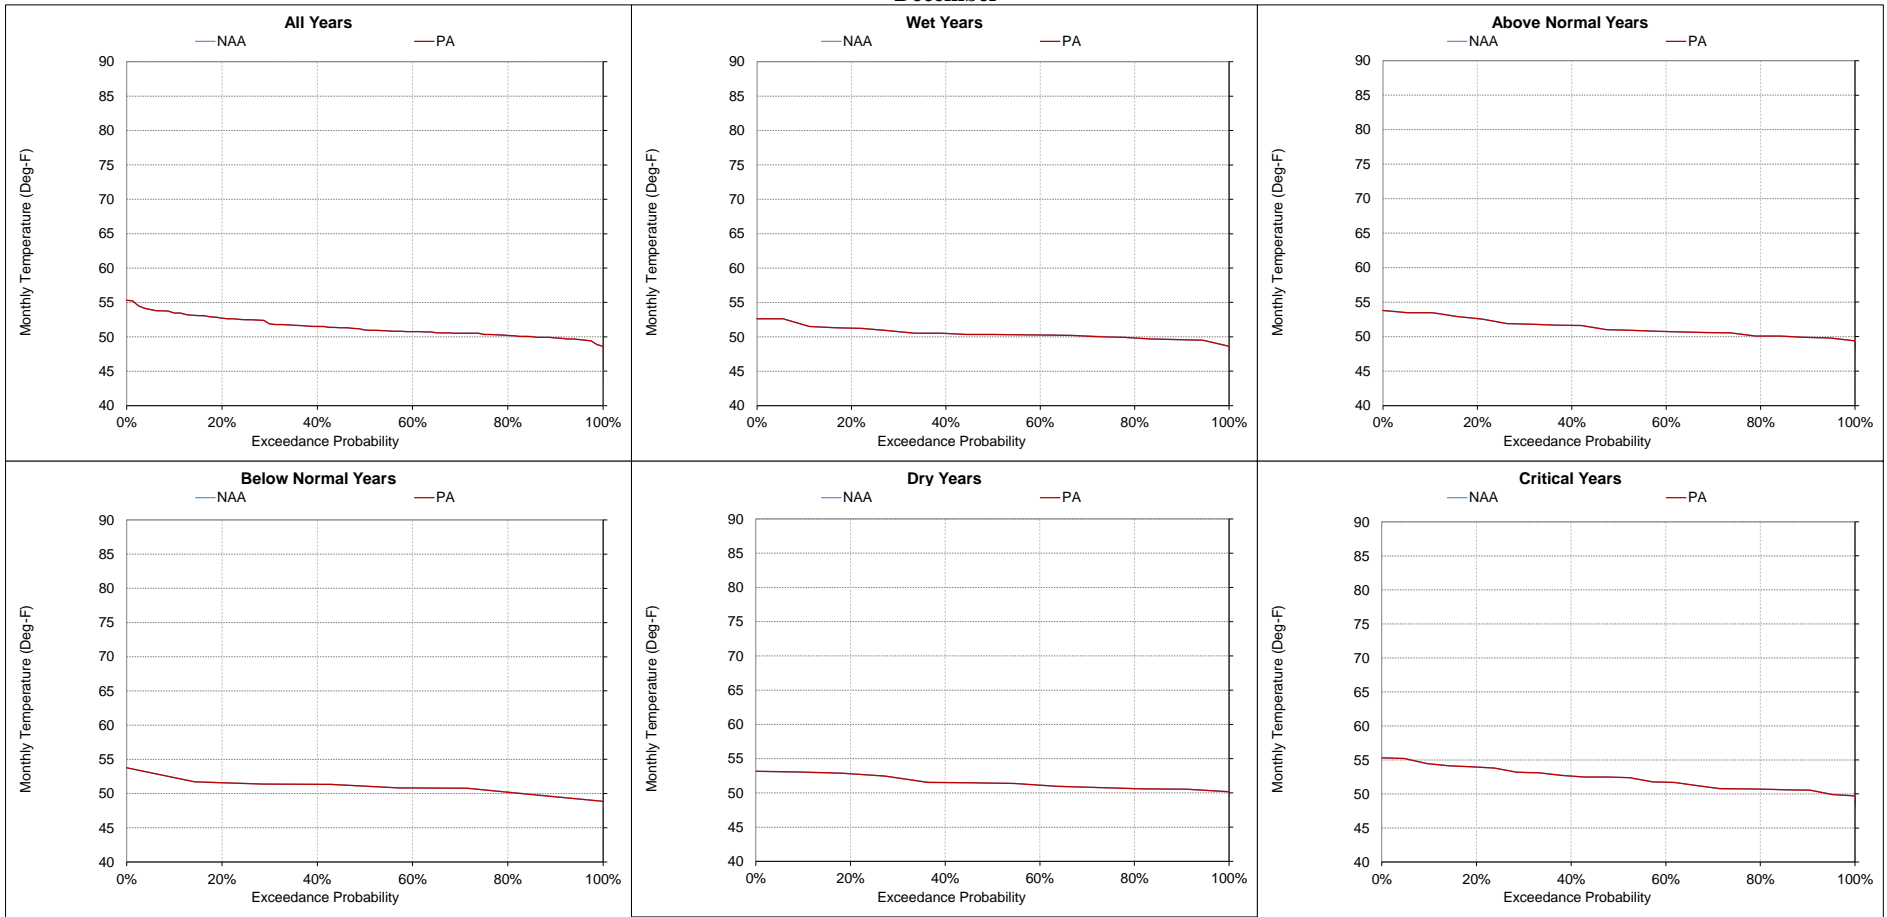 December
All Years
NAA PA
Monthly Temperature (Deg-F)
90
85
80
75
70
65
60
55
50
45
40
0% 20% 40% 60% 80% 100%
Exceedance Probability
Wet Years
NAA PA
Monthly Temperature (Deg-F)
90
85
80
75
70
65
60
55
50
45
40
0% 20% 40% 60% 80% 100%
Exceedance Probability
Above Normal Years
NAA PA
Monthly Temperature (Deg-F)
90
85
80
75
70
65
60
55
50
45
40
0% 20% 40% 60% 80% 100%
Exceedance Probability
Below Normal Years
NAA PA
Monthly Temperature (Deg-F)
90
85
80
75
70
65
60
55
50
45
40
0% 20% 40% 60% 80% 100%
Exceedance Probability
Dry Years
NAA PA
Monthly Temperature (Deg-F)
90
85
80
75
70
65
60
55
50
45
40
0% 20% 40% 60% 80% 100%
Exceedance Probability
Critical Years
NAA PA
Monthly Temperature (Deg-F)
90
85
80
75
70
65
60
55
50
45
40
0% 20% 40% 60% 80% 100%
Exceedance Probability